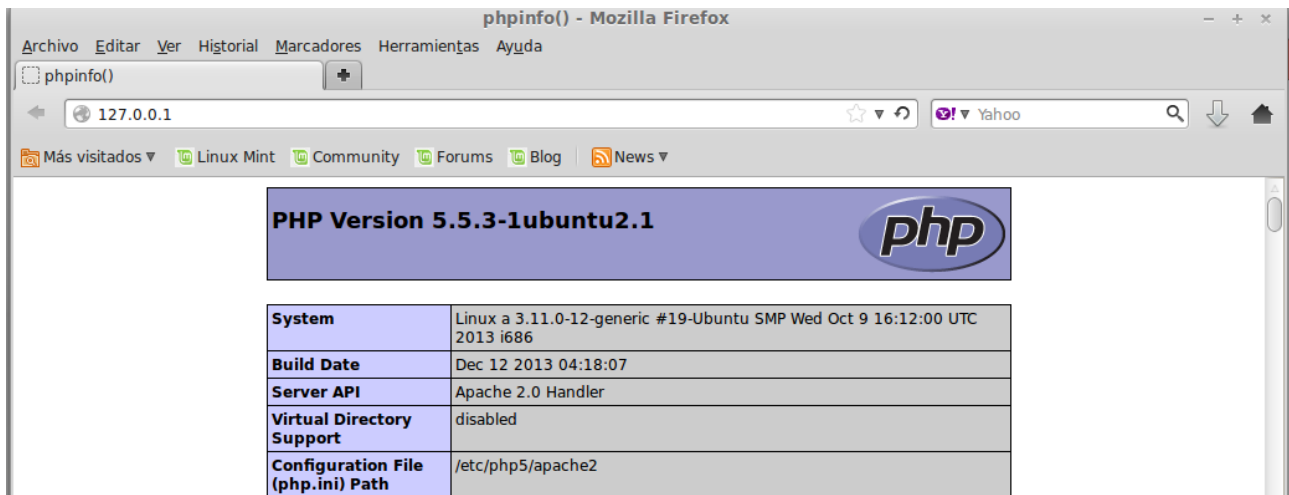 phpinfo() - Mozilla Firefox
Archivo Editar Ver Historial Marcadores Herramientas Ayuda
phpinfo()
127.0.0.1 Yahoo
Más visitados Linux Mint Community Forums Blog News
PHP Version 5.5.3-1ubuntu2.1
php
System Linux a 3.11.0-12-generic #19-Ubuntu SMP Wed Oct 9 16:12:00 UTC
2013 i686
Build Date Dec 12 2013 04:18:07
Server API Apache 2.0 Handler
Virtual Directory disabled
Support
Configuration File /etc/php5/apache2
(php.ini) Path